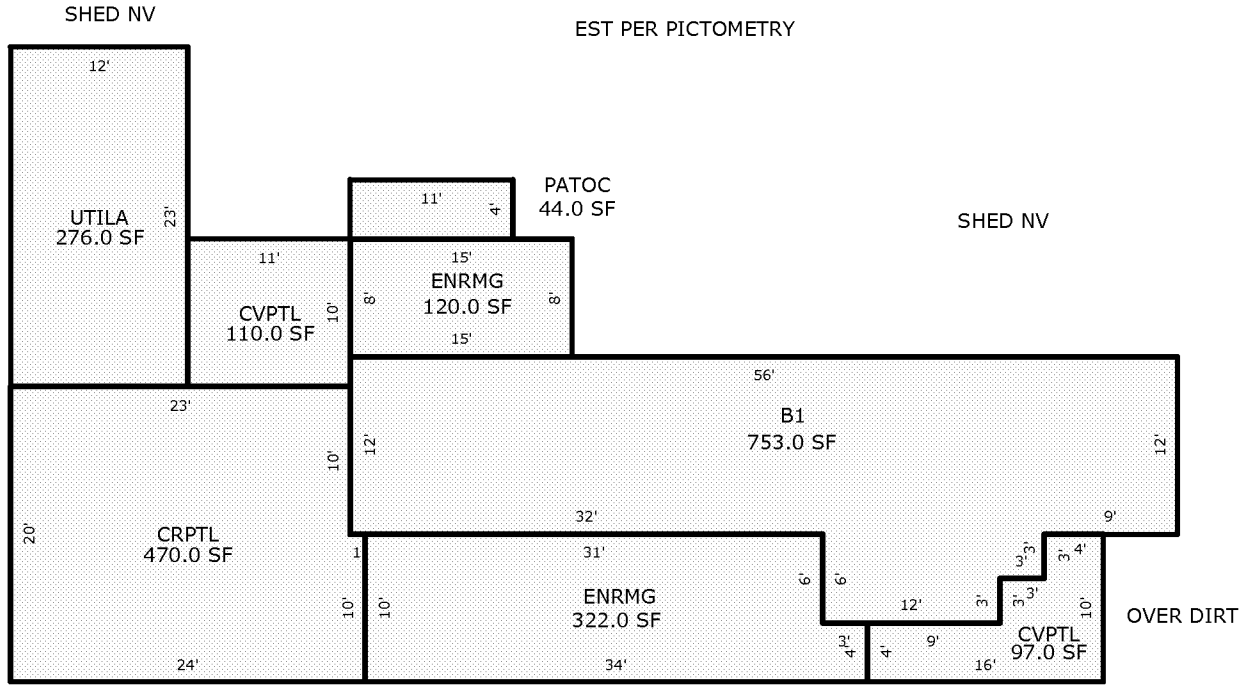 SHED NV
EST PER PICTOMETRY
12'
UTILA
276.0 SF
23'
11'
4'
PATOC
44.0 SF
SHED NV
11'
CVPTL
110.0 SF
10'
15'
8'
ENRMG
120.0 SF
8'
15'
56'
B1
753.0 SF
12'
12'
32'
9'
23'
10'
20'
CRPTL
470.0 SF
1
10'
24'
31'
10'
ENRMG
322.0 SF
6'
6'
3'
4'
34'
12'
3'
3'
3'
3'
3'
3'
4'
10'
4'
9'
CVPTL
97.0 SF
16'
OVER DIRT